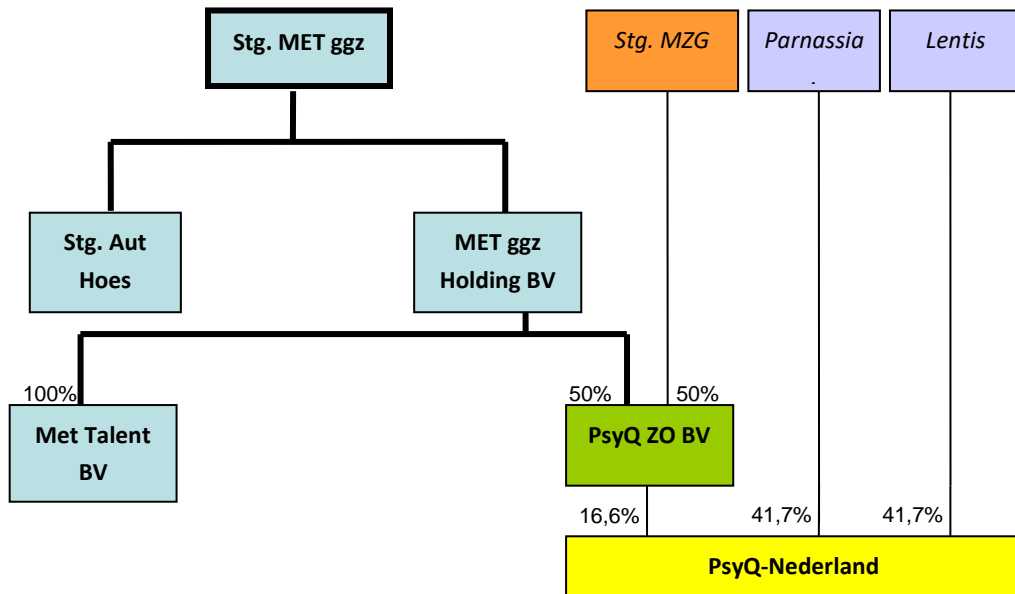 Stg. MET ggz
Stg. MZG
Parnassia
.
Lentis
Stg. Aut
Hoes
MET ggz
Holding BV
100%
50%
50%
Met Talent
BV
PsyQ ZO BV
16,6%
41,7%
41,7%
PsyQ-Nederland